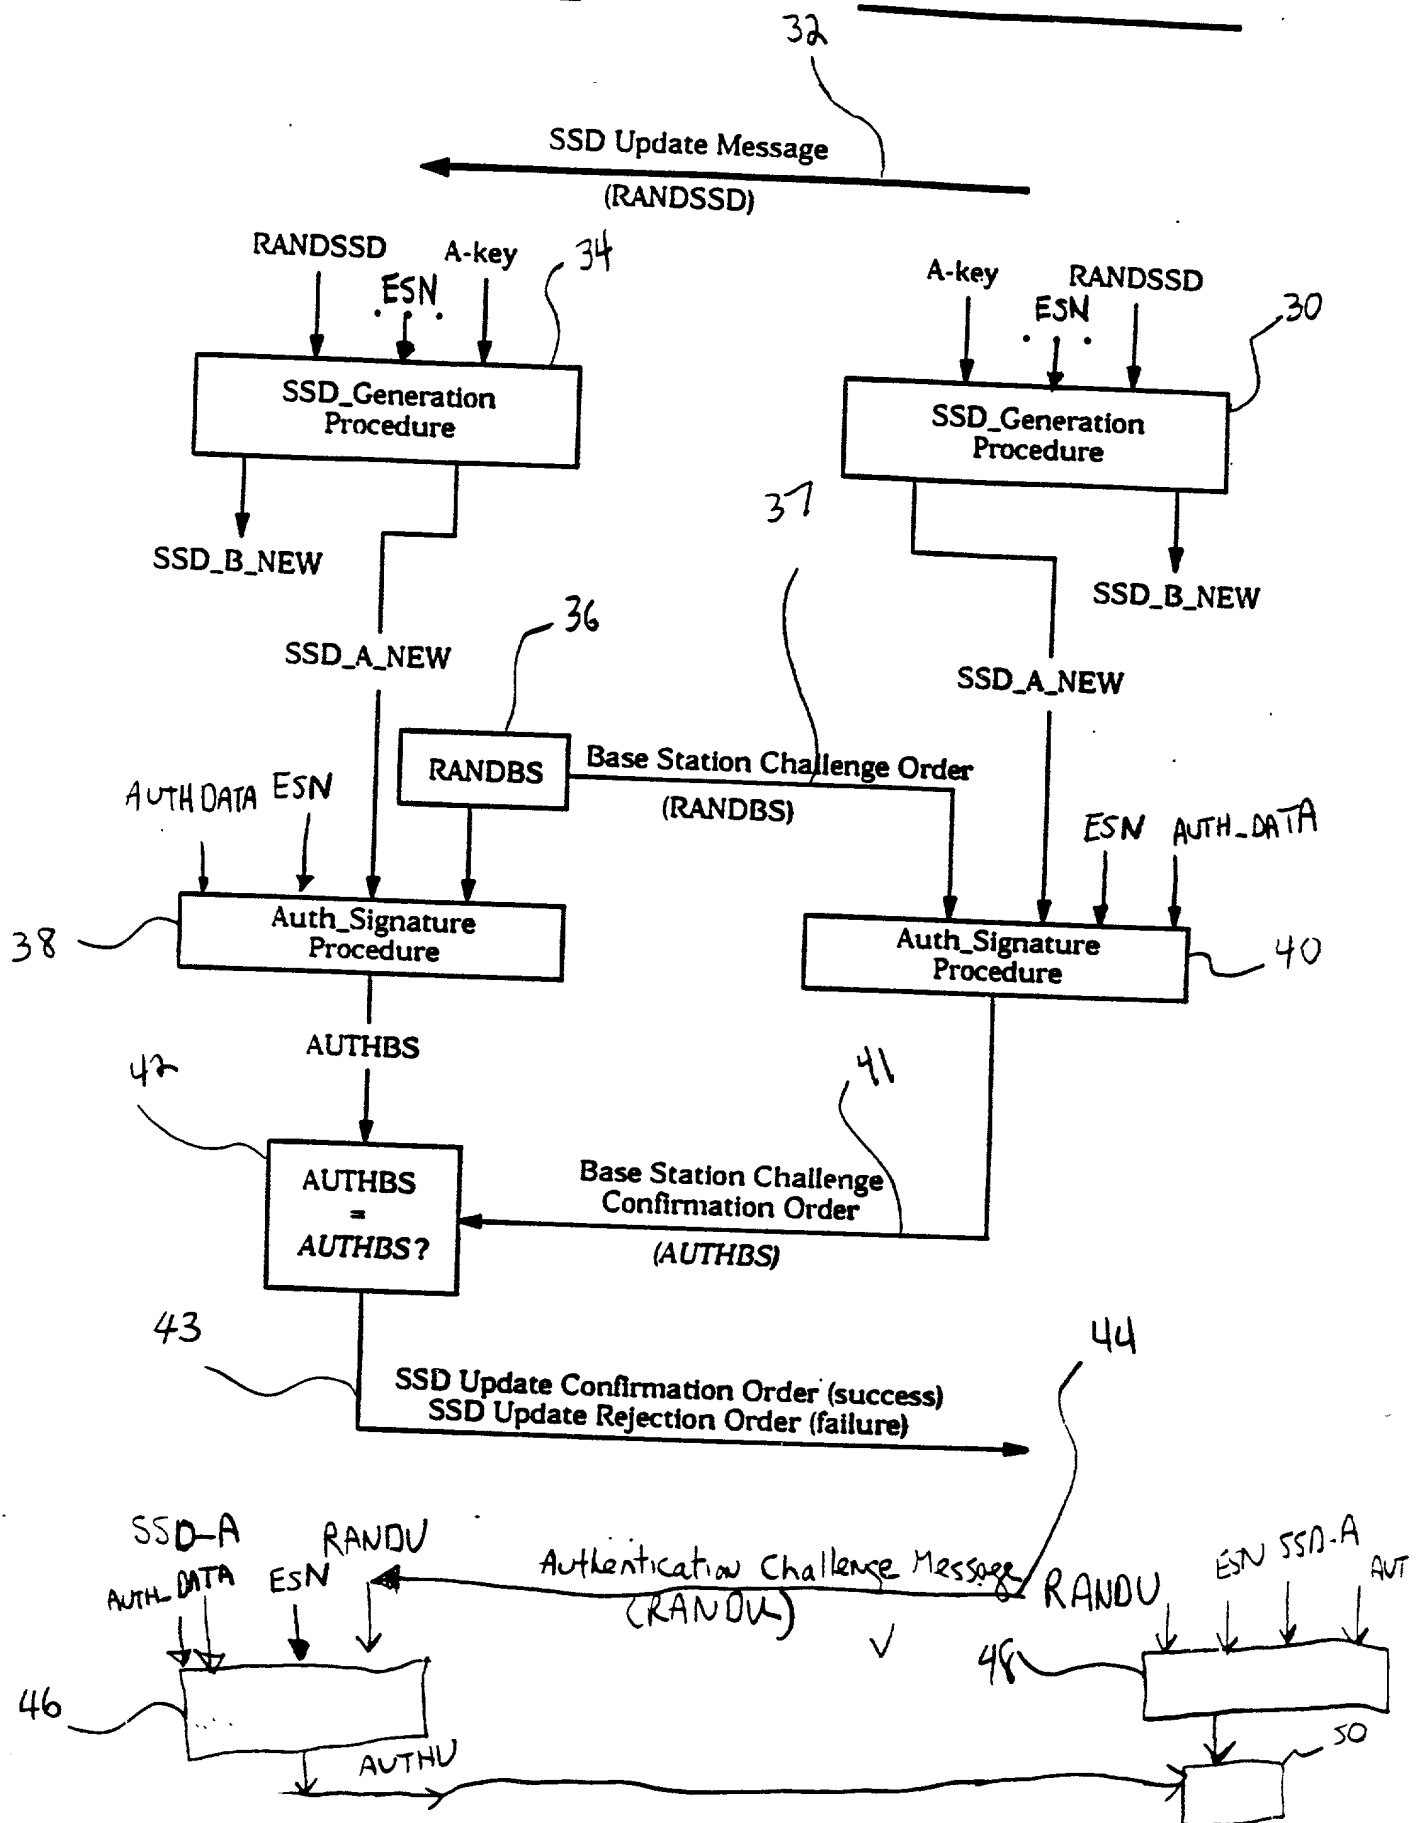 32
SSD Update Message
(RANDSSD)
RANDSSD
A-key
34
ESN
A-key
RANDSSD
ESN
30
SSD_Generation
Procedure
SSD_Generation
Procedure
37
SSD_B_NEW
SSD_B_NEW
36
SSD_A_NEW
SSD_A_NEW
RANDBS
Base Station Challenge Order
(RANDBS)
AUTH DATA
ESN
ESN
AUTH_DATA
38
Auth_Signature
Procedure
Auth_Signature
Procedure
40
AUTHBS
42
41
AUTHBS
=
AUTHBS?
Base Station Challenge
Confirmation Order
(AUTHBS)
43
44
SSD Update Confirmation Order (success)
SSD Update Rejection Order (failure)
SSD-A
RANDU
AUTH_DATA
ESN
Authentication Challenge Message
(RANDU)
RANDU
ESN
SSD-A
AUT
46
48
AUTHU
50